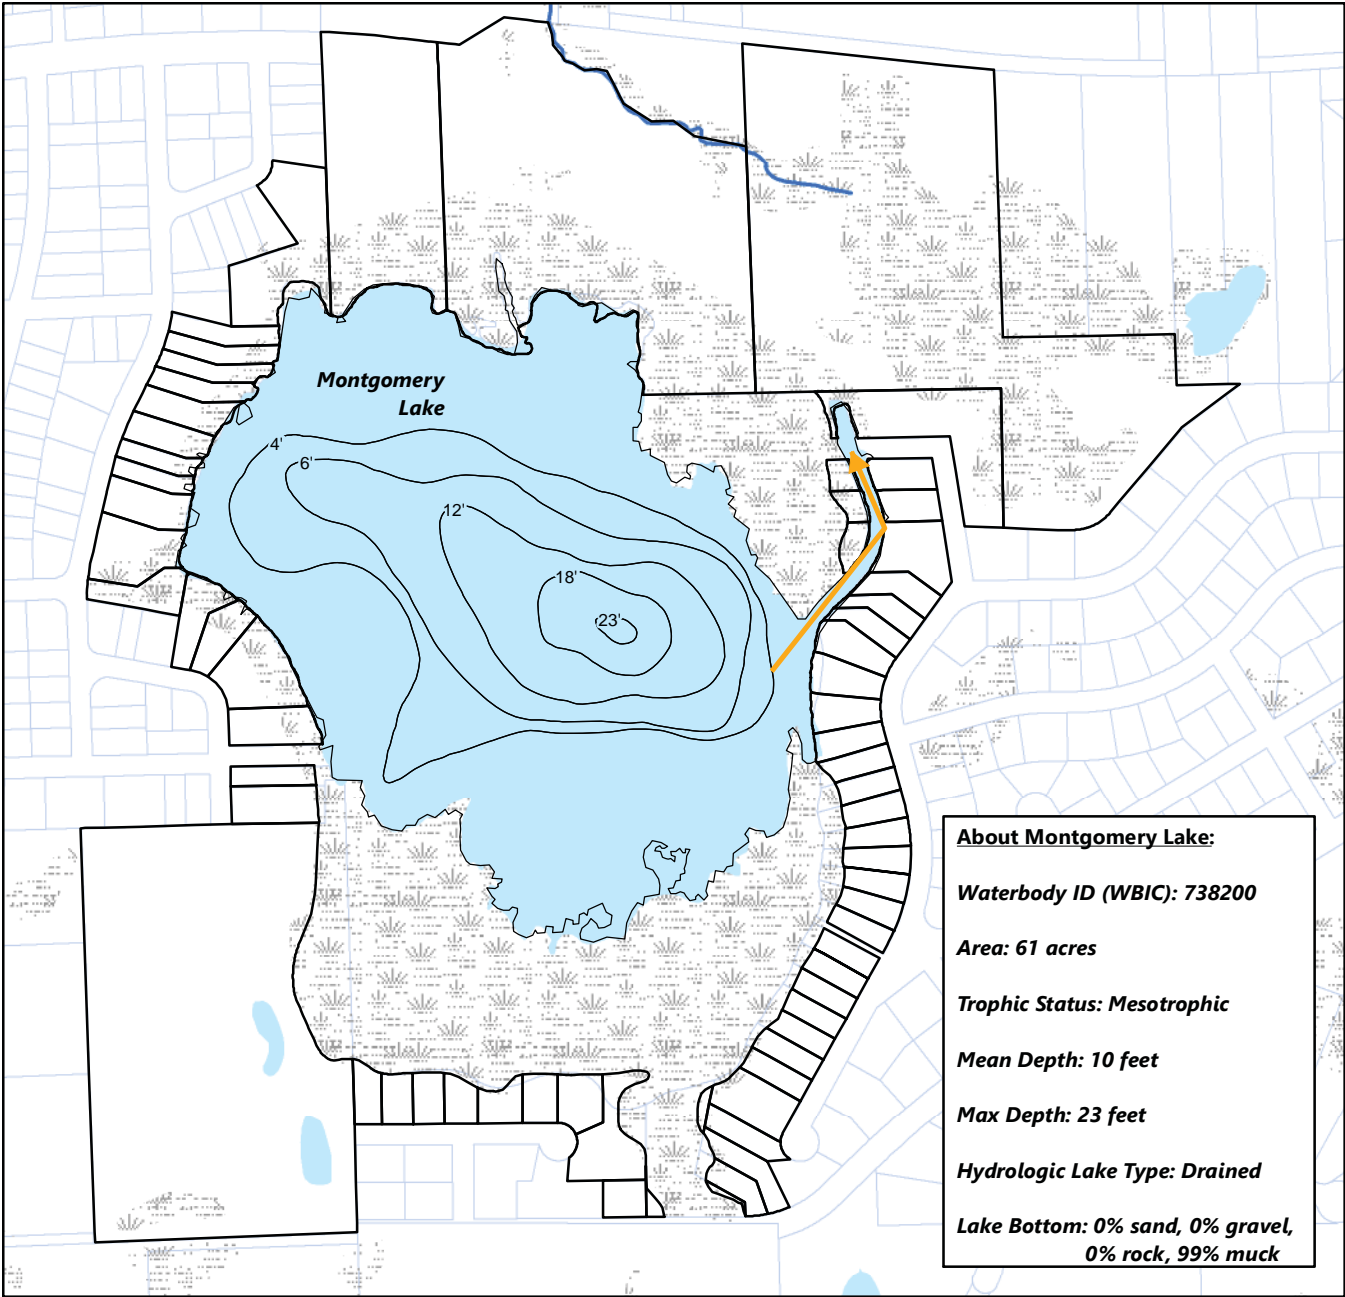 Montgomery
Lake
4'
6'
12'
18'
23'
About Montgomery Lake:
Waterbody ID (WBIC): 738200
Area: 61 acres
Trophic Status: Mesotrophic
Mean Depth: 10 feet
Max Depth: 23 feet
Hydrologic Lake Type: Drained
Lake Bottom: 0% sand, 0% gravel,
0% rock, 99% muck